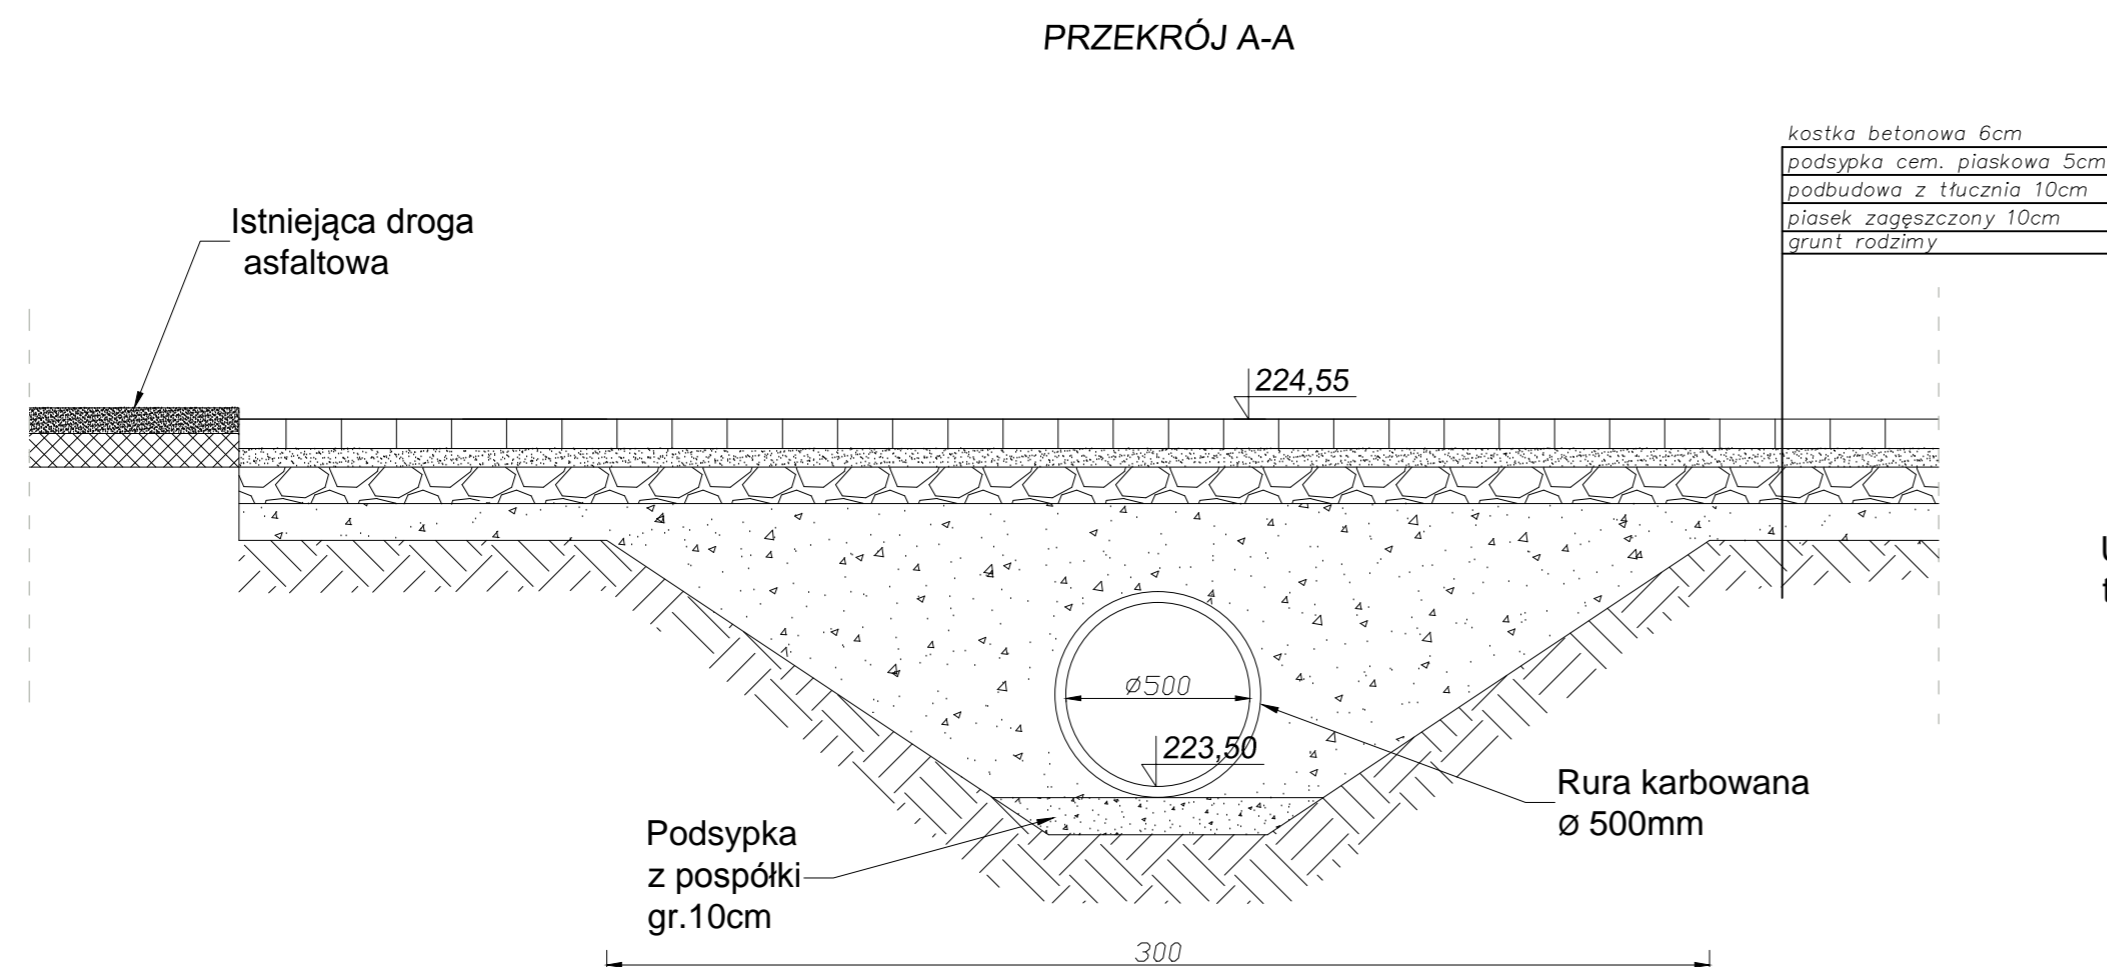 PRZEKRÓJ A-A
kostka betonowa 6cm
podsypka cem. piaskowa 5cm
podbudowa z tłucznia 10cm
piasek zagęszczony 10cm
grunt rodzimy
Istniejąca droga
asfaltowa
224,55
Ø500
223,50
Rura karbowana
Ø 500mm
Podsypka
z pospółki
gr.10cm
300